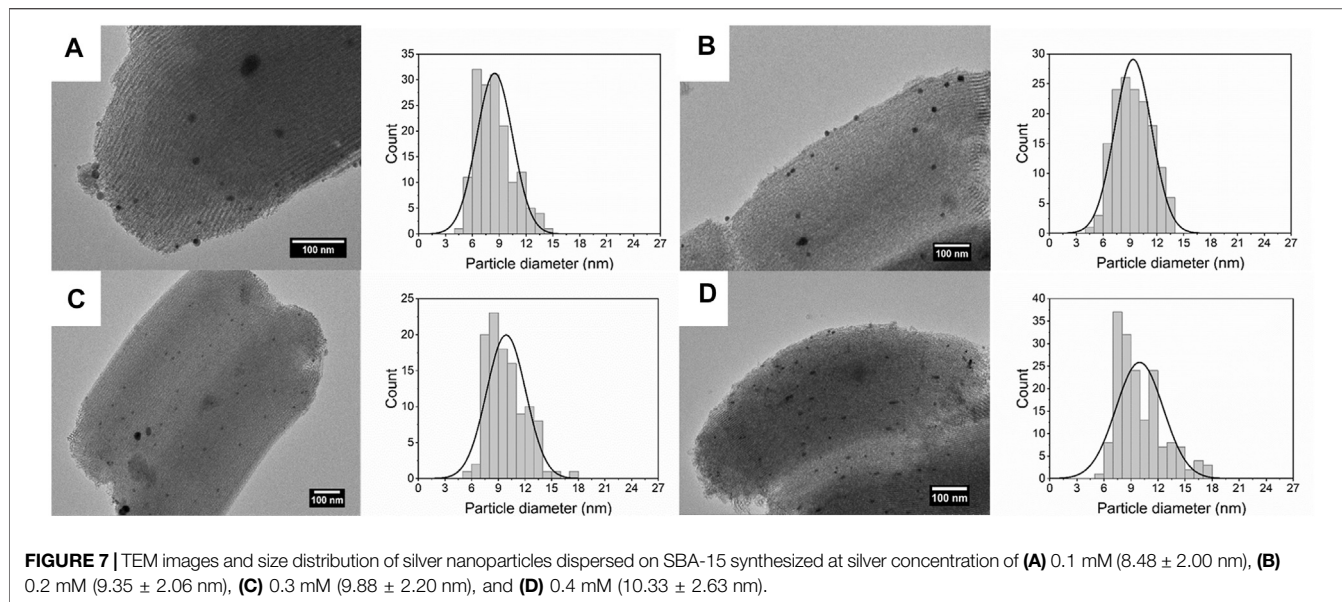 A
100 nm
35
30
25
20
15
10
5
0
Count
0 3 6 9 12 15 18 21 24 27
Particle diameter (nm)
B
100 nm
30
25
20
15
10
5
0
Count
0 3 6 9 12 15 18 21 24 27
Particle diameter (nm)
C
100 nm
25
20
15
10
5
0
Count
0 3 6 9 12 15 18 21 24 27
Particle diameter (nm)
D
100 nm
40
35
30
25
20
15
10
5
0
Count
0 3 6 9 12 15 18 21 24 27
Particle diameter (nm)
FIGURE 7 | TEM images and size distribution of silver nanoparticles dispersed on SBA-15 synthesized at silver concentration of (A) 0.1 mM (8.48 ± 2.00 nm), (B)
0.2 mM (9.35 ± 2.06 nm), (C) 0.3 mM (9.88 ± 2.20 nm), and (D) 0.4 mM (10.33 ± 2.63 nm).